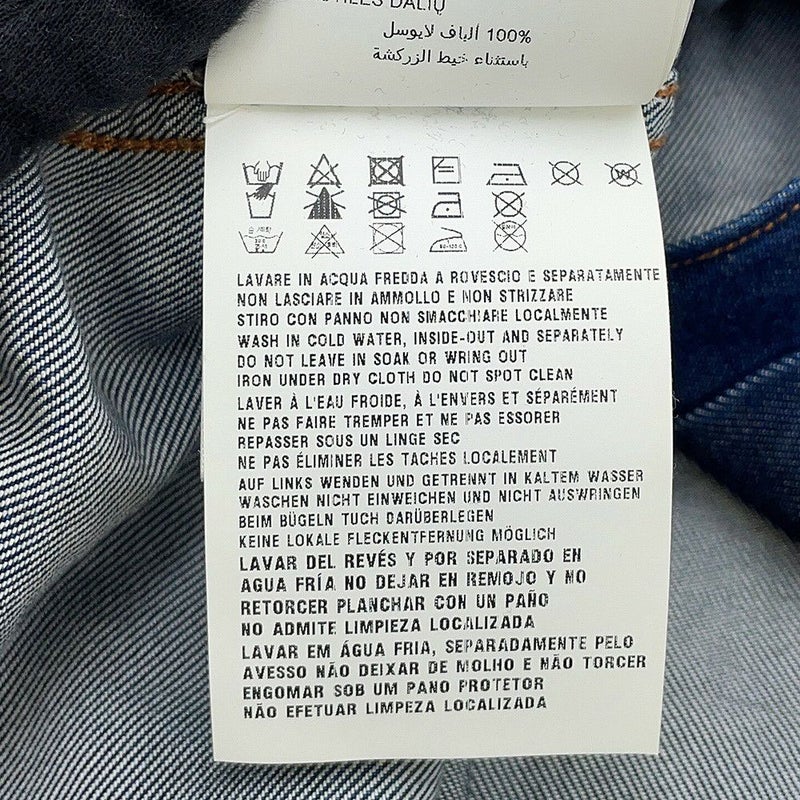 DALIŲ
100% ألياف لايوسل
باستثناء خيط الزركشة
LAVARE IN ACQUA FREDDA A ROVESCIO E SEPARATAMENTE
NON LASCIARE IN AMMOLLO E NON STRIZZARE
STIRO CON PANNO NON SMACCHIARE LOCALMENTE
WASH IN COLD WATER, INSIDE-OUT AND SEPARATELY
DO NOT LEAVE IN SOAK OR WRING OUT
IRON UNDER DRY CLOTH DO NOT SPOT CLEAN
LAVER À L'EAU FROIDE, À L'ENVERS ET SÉPARÉMENT
NE PAS FAIRE TREMPER ET NE PAS ESSORER
REPASSER SOUS UN LINGE SEC
NE PAS ÉLIMINER LES TACHES LOCALEMENT
AUF LINKS WENDEN UND GETRENNT IN KALTEM WASSER
WASCHEN NICHT EINWEICHEN UND NICHT AUSWRINGEN
BEIM BÜGELN TUCH DARÜBERLEGEN
KEINE LOKALE FLECKENTFERNUNG MÖGLICH
LAVAR DEL REVÉS Y POR SEPARADO EN
AGUA FRÍA NO DEJAR EN REMOJO Y NO
RETORCER PLANCHAR CON UN PAÑO
NO ADMITE LIMPIEZA LOCALIZADA
LAVAR EM ÁGUA FRIA, SEPARADAMENTE PELO
AVESSO NÃO DEIXAR DE MOLHO E NÃO TORCER
ENGOMAR SOB UM PANO PROTETOR
NÃO EFETUAR LIMPEZA LOCALIZADA